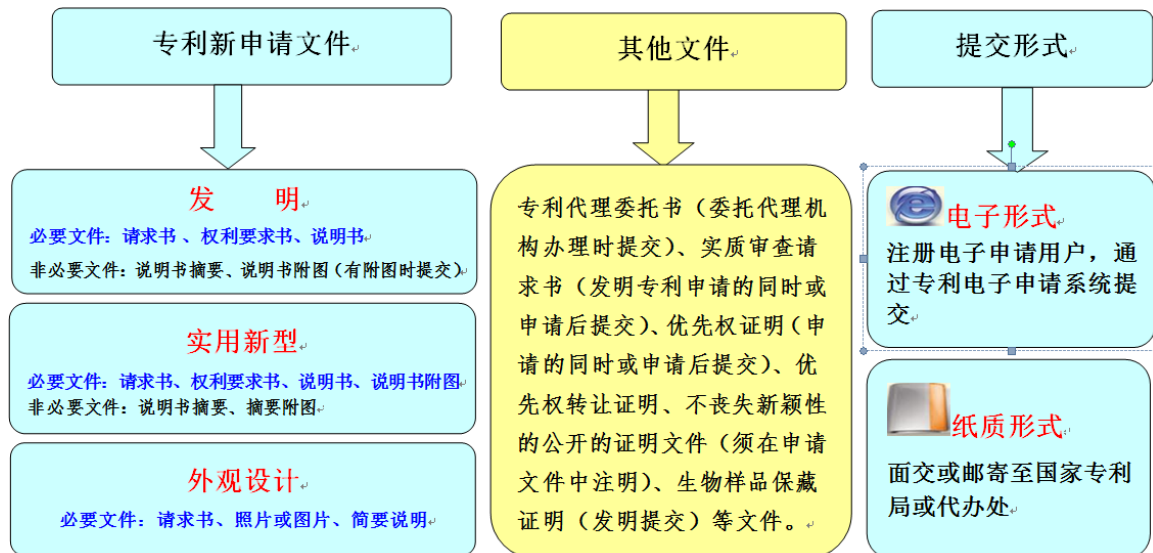 专利新申请文件
发 明
必要文件：请求书 、权利要求书、说明书
非必要文件：说明书摘要、说明书附图（有附图时提交）
实用新型
必要文件：请求书、权利要求书、说明书、说明书附图
非必要文件：说明书摘要、摘要附图
外观设计
必要文件：请求书、照片或图片、简要说明
其他文件
专利代理委托书（委托代理机
构办理时提交）、实质审查请
求书（发明专利申请的同时或
申请后提交）、优先权证明（申
请的同时或申请后提交）、优
先权转让证明、不丧失新颖性
的公开的证明文件（须在申请
文件中注明）、生物样品保藏
证明（发明提交）等文件。
提交形式
电子形式
注册电子申请用户，通
过专利电子申请系统提
交
纸质形式
面交或邮寄至国家专利
局或代办处